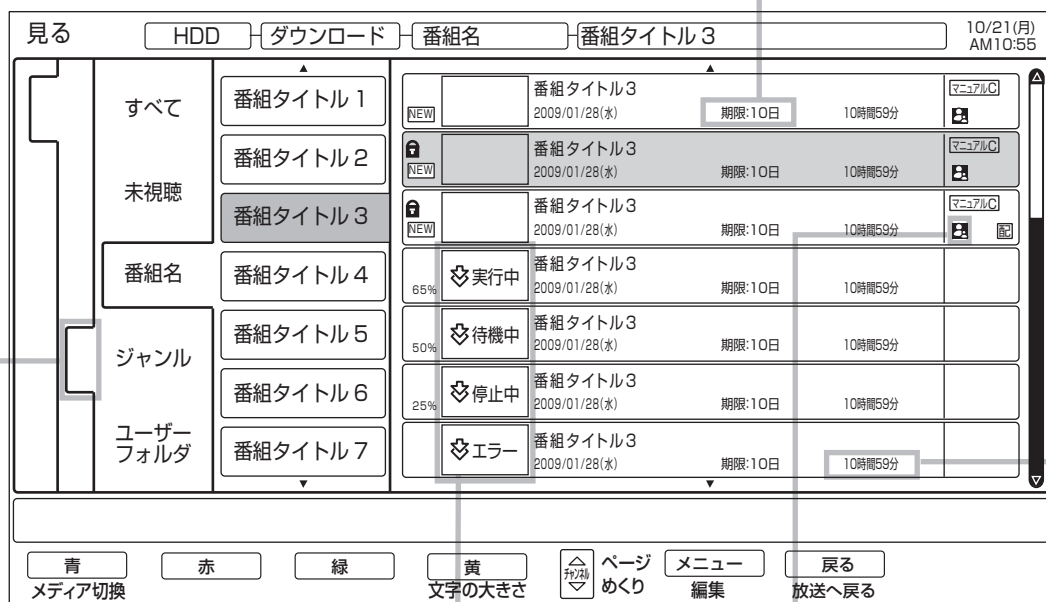 見る HDD ダウンロード 番組名 番組タイトル３ 10/21(月)
AM10:55
すべて
未視聴
番組名
ジャンル
ユーザー
フォルダ
番組タイトル１
番組タイトル２
番組タイトル３
番組タイトル４
番組タイトル５
番組タイトル６
番組タイトル７
NEW 番組タイトル3 マニュアルC
2009/01/28(水) 期限:10日 10時間59分
NEW 番組タイトル3 マニュアルC
2009/01/28(水) 期限:10日 10時間59分
NEW 番組タイトル3 マニュアルC
2009/01/28(水) 期限:10日 10時間59分 配
65% 実行中 番組タイトル3
2009/01/28(水) 期限:10日 10時間59分
50% 待機中 番組タイトル3
2009/01/28(水) 期限:10日 10時間59分
25% 停止中 番組タイトル3
2009/01/28(水) 期限:10日 10時間59分
エラー 番組タイトル3
2009/01/28(水) 期限:10日 10時間59分
青 赤 緑 黄 チャンネル ページ メニュー 戻る
メディア切換 文字の大きさ めくり 編集 放送へ戻る